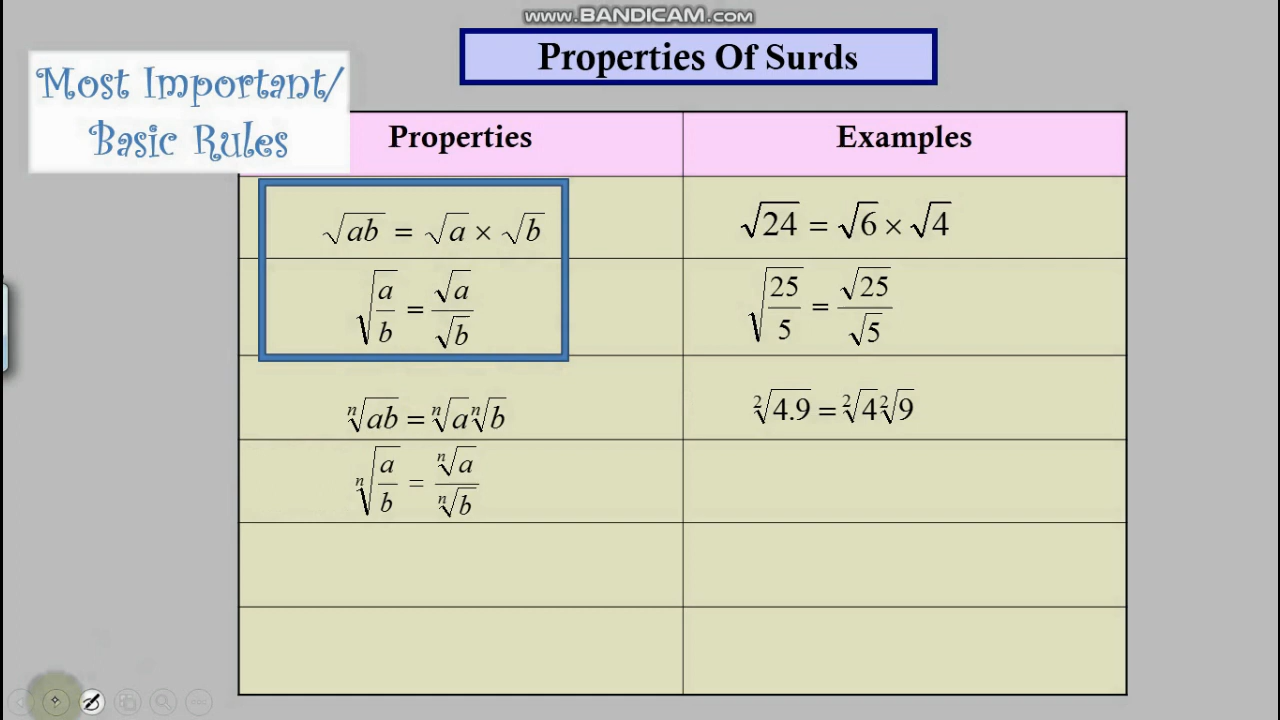 www.BANDICAM.com
Properties Of Surds
Most Important/
Basic Rules
Properties
Examples
√ab = √a × √b
√24 = √6 × √4
√(a/b) = √a/√b
√(25/5) = √25/√5
ⁿ√ab = ⁿ√a ⁿ√b
²√4.9 = ²√4 ²√9
ⁿ√(a/b) = ⁿ√a/ⁿ√b